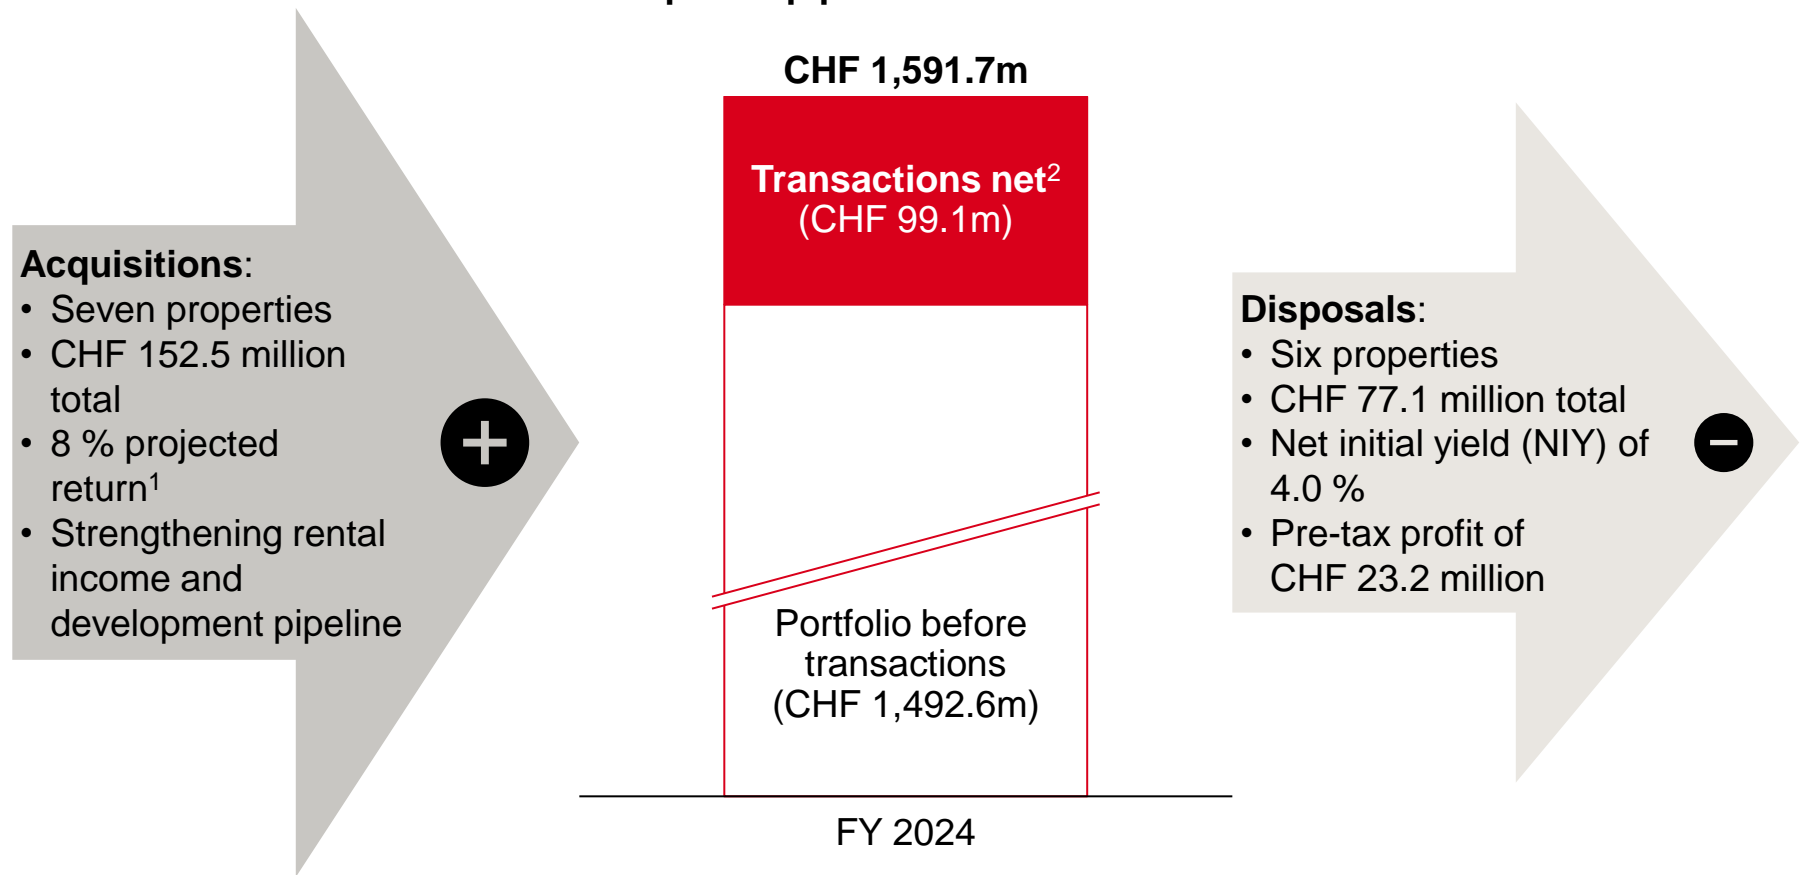 Acquisitions:
• Seven properties
• CHF 152.5 million
total
• 8 % projected
return1
• Strengthening rental
income and
development pipeline
CHF 1,591.7m
Transactions net2
(CHF 99.1m)
Portfolio before
transactions
(CHF 1,492.6m)
FY 2024
Disposals:
• Six properties
• CHF 77.1 million total
• Net initial yield (NIY) of
4.0 %
• Pre-tax profit of
CHF 23.2 million